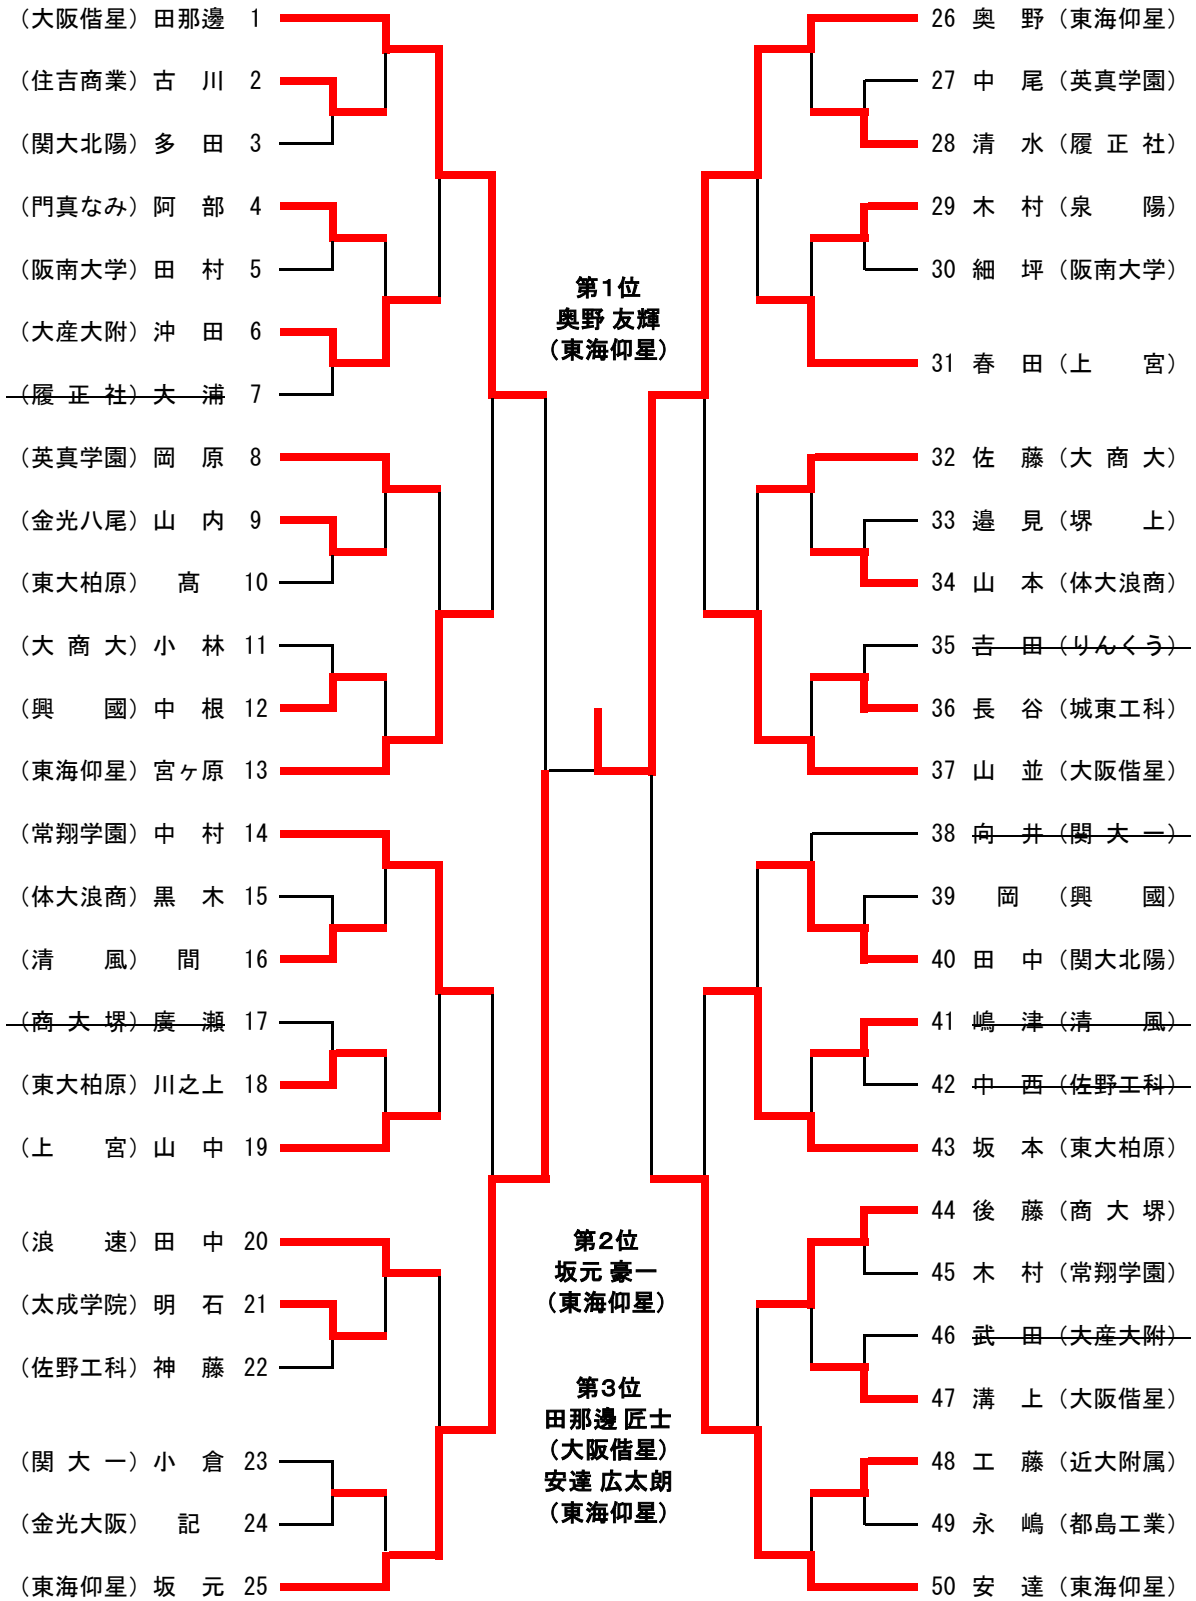 (大阪偕星) 田那邊 1
(住吉商業) 古 川 2
(関大北陽) 多 田 3
(門真なみ) 阿 部 4
(阪南大学) 田 村 5
(大産大附) 沖 田 6
(履 正 社) 大 浦 7
(英真学園) 岡 原 8
(金光八尾) 山 内 9
(東大柏原) 髙 10
(大 商 大) 小 林 11
(興 國) 中 根 12
(東海仰星) 宮ヶ原 13
(常翔学園) 中 村 14
(体大浪商) 黒 木 15
(清 風) 間 16
(商 大 堺) 廣 瀬 17
(東大柏原) 川之上 18
(上 宮) 山 中 19
(浪 速) 田 中 20
(太成学院) 明 石 21
(佐野工科) 神 藤 22
(関 大 一) 小 倉 23
(金光大阪) 記 24
(東海仰星) 坂 元 25
第1位
奥野 友輝
(東海仰星)
第2位
坂元 豪一
(東海仰星)
第3位
田那邊 匠士
(大阪偕星)
安達 広太朗
(東海仰星)
26 奥 野 (東海仰星)
27 中 尾 (英真学園)
28 清 水 (履 正 社)
29 木 村 (泉 陽)
30 細 坪 (阪南大学)
31 春 田 (上 宮)
32 佐 藤 (大 商 大)
33 邉 見 (堺 上)
34 山 本 (体大浪商)
35 吉 田 (りんくう)
36 長 谷 (城東工科)
37 山 並 (大阪偕星)
38 向 井 (関 大 一)
39 岡 (興 國)
40 田 中 (関大北陽)
41 嶋 津 (清 風)
42 中 西 (佐野工科)
43 坂 本 (東大柏原)
44 後 藤 (商 大 堺)
45 木 村 (常翔学園)
46 武 田 (大産大附)
47 溝 上 (大阪偕星)
48 工 藤 (近大附属)
49 永 嶋 (都島工業)
50 安 達 (東海仰星)